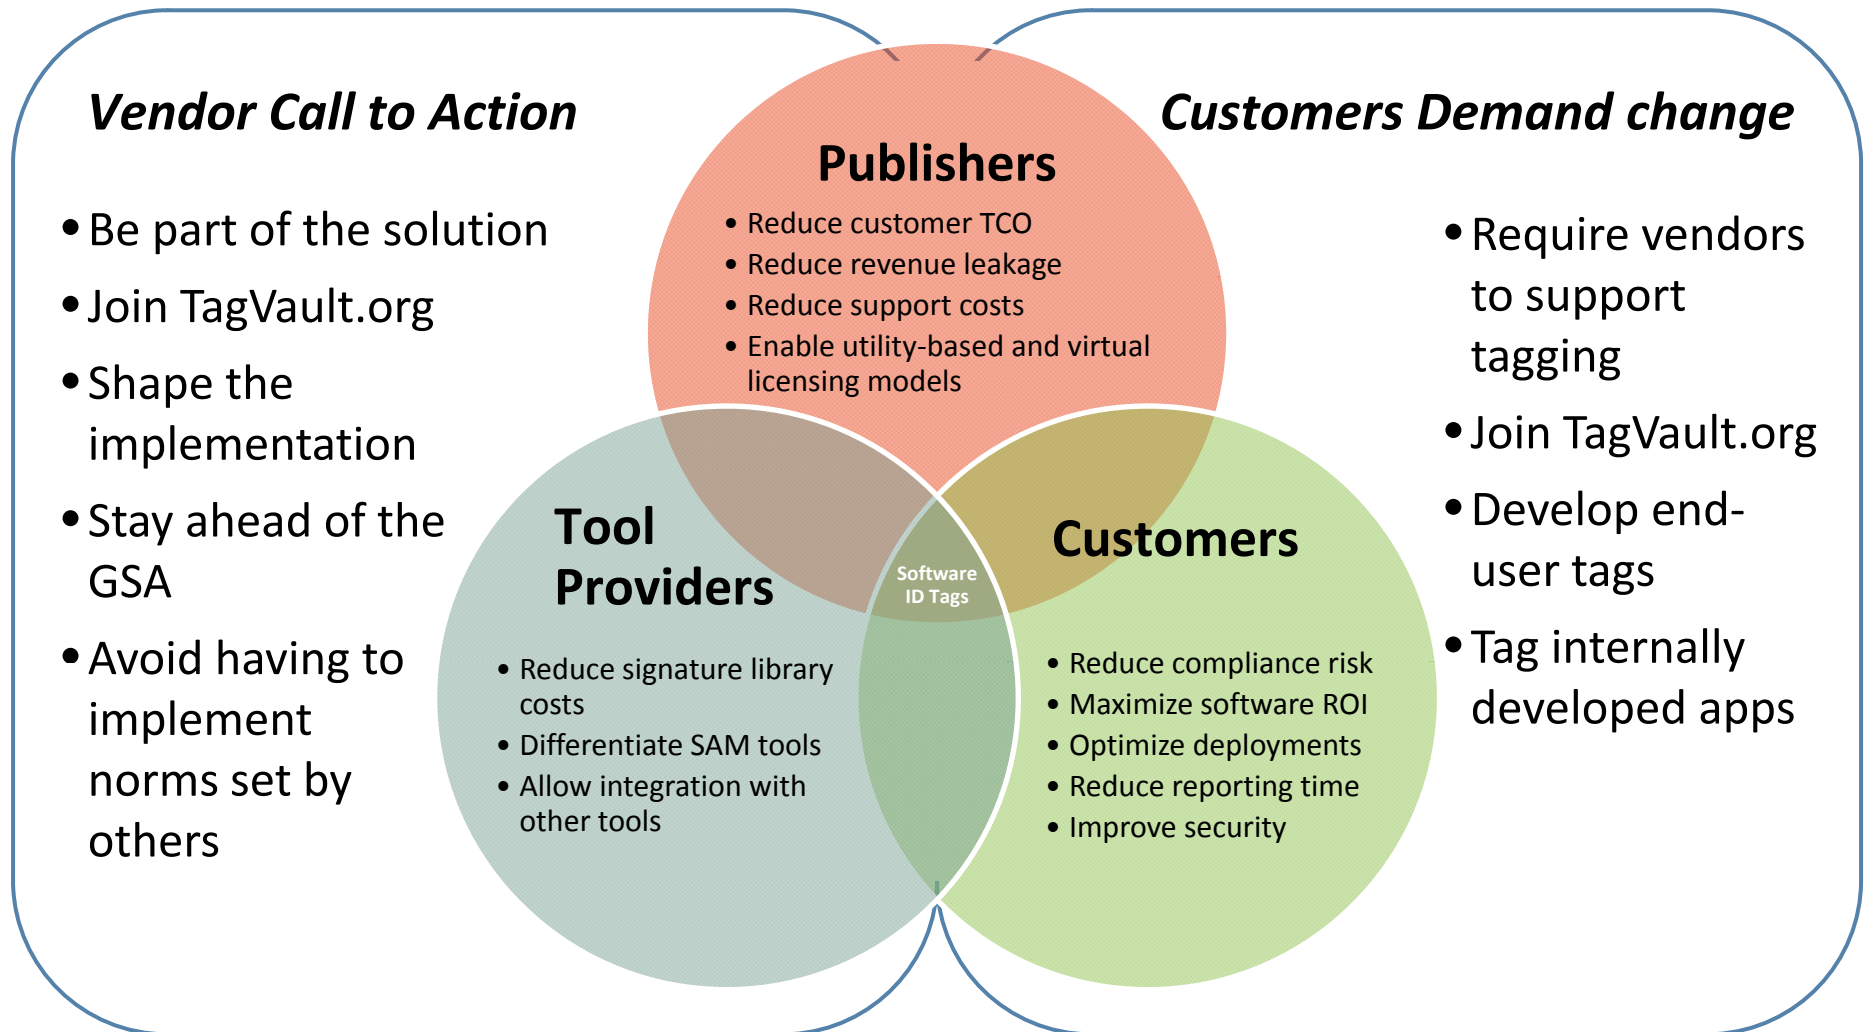 Vendor Call to Action
• Be part of the solution
• Join TagVault.org
• Shape the
implementation
• Stay ahead of the
GSA
• Avoid having to
implement
norms set by
others
Publishers
• Reduce customer TCO
• Reduce revenue leakage
• Reduce support costs
• Enable utility-based and virtual
licensing models
Tool
Providers
• Reduce signature library
costs
• Differentiate SAM tools
• Allow integration with
other tools
Software
ID Tags
Customers
• Reduce compliance risk
• Maximize software ROI
• Optimize deployments
• Reduce reporting time
• Improve security
Customers Demand change
• Require vendors
to support
tagging
• Join TagVault.org
• Develop end-
user tags
• Tag internally
developed apps